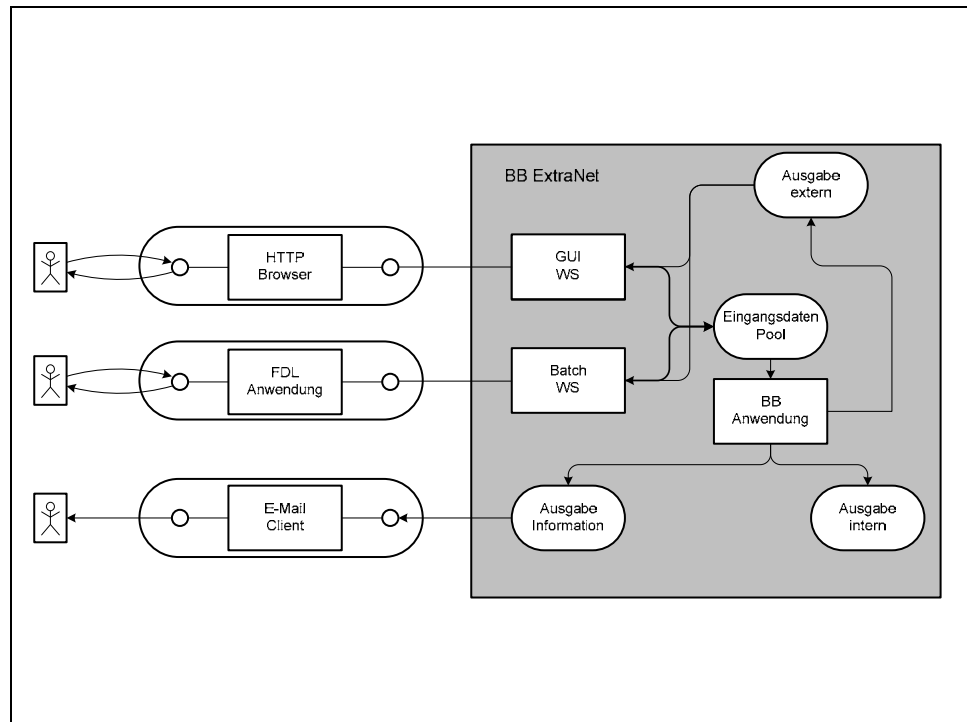 BB ExtraNet
Ausgabe
extern
HTTP
Browser
GUI
WS
Eingangsdaten
Pool
FDL
Anwendung
Batch
WS
BB
Anwendung
E-Mail
Client
Ausgabe
Information
Ausgabe
intern